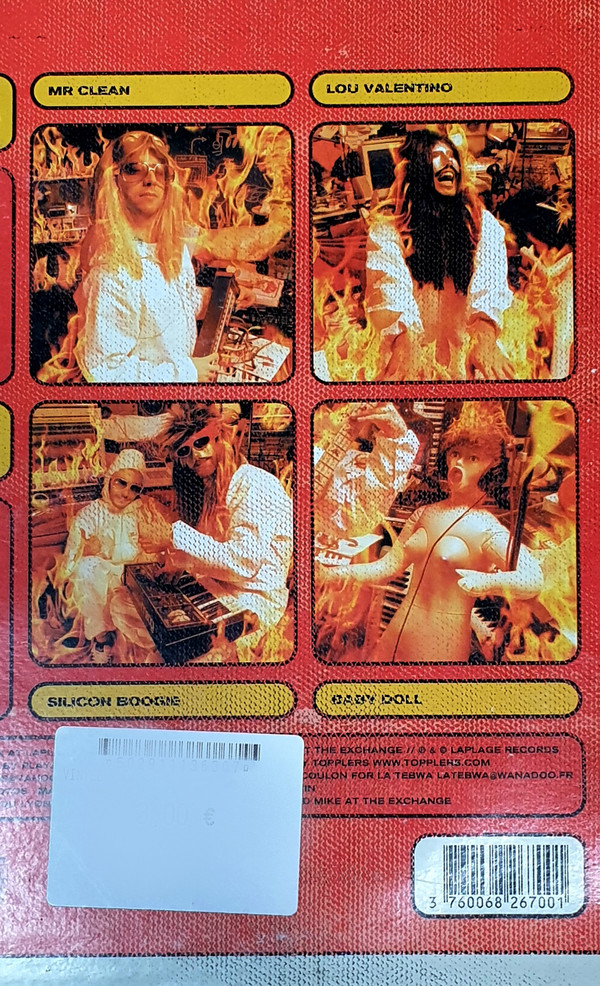 MR CLEAN
LOU VALENTINO
SILICON BOOGIE
BABY DOLL
T THE EXCHANGE // ℗ & © LAPLAGE RECORDS
TOPPLERS WWW.TOPPLERS.COM
COULON FOR LA TEBWA LATEBWA@WANADOO.FR
IN
D MIKE AT THE EXCHANGE
€
3 760068 267001